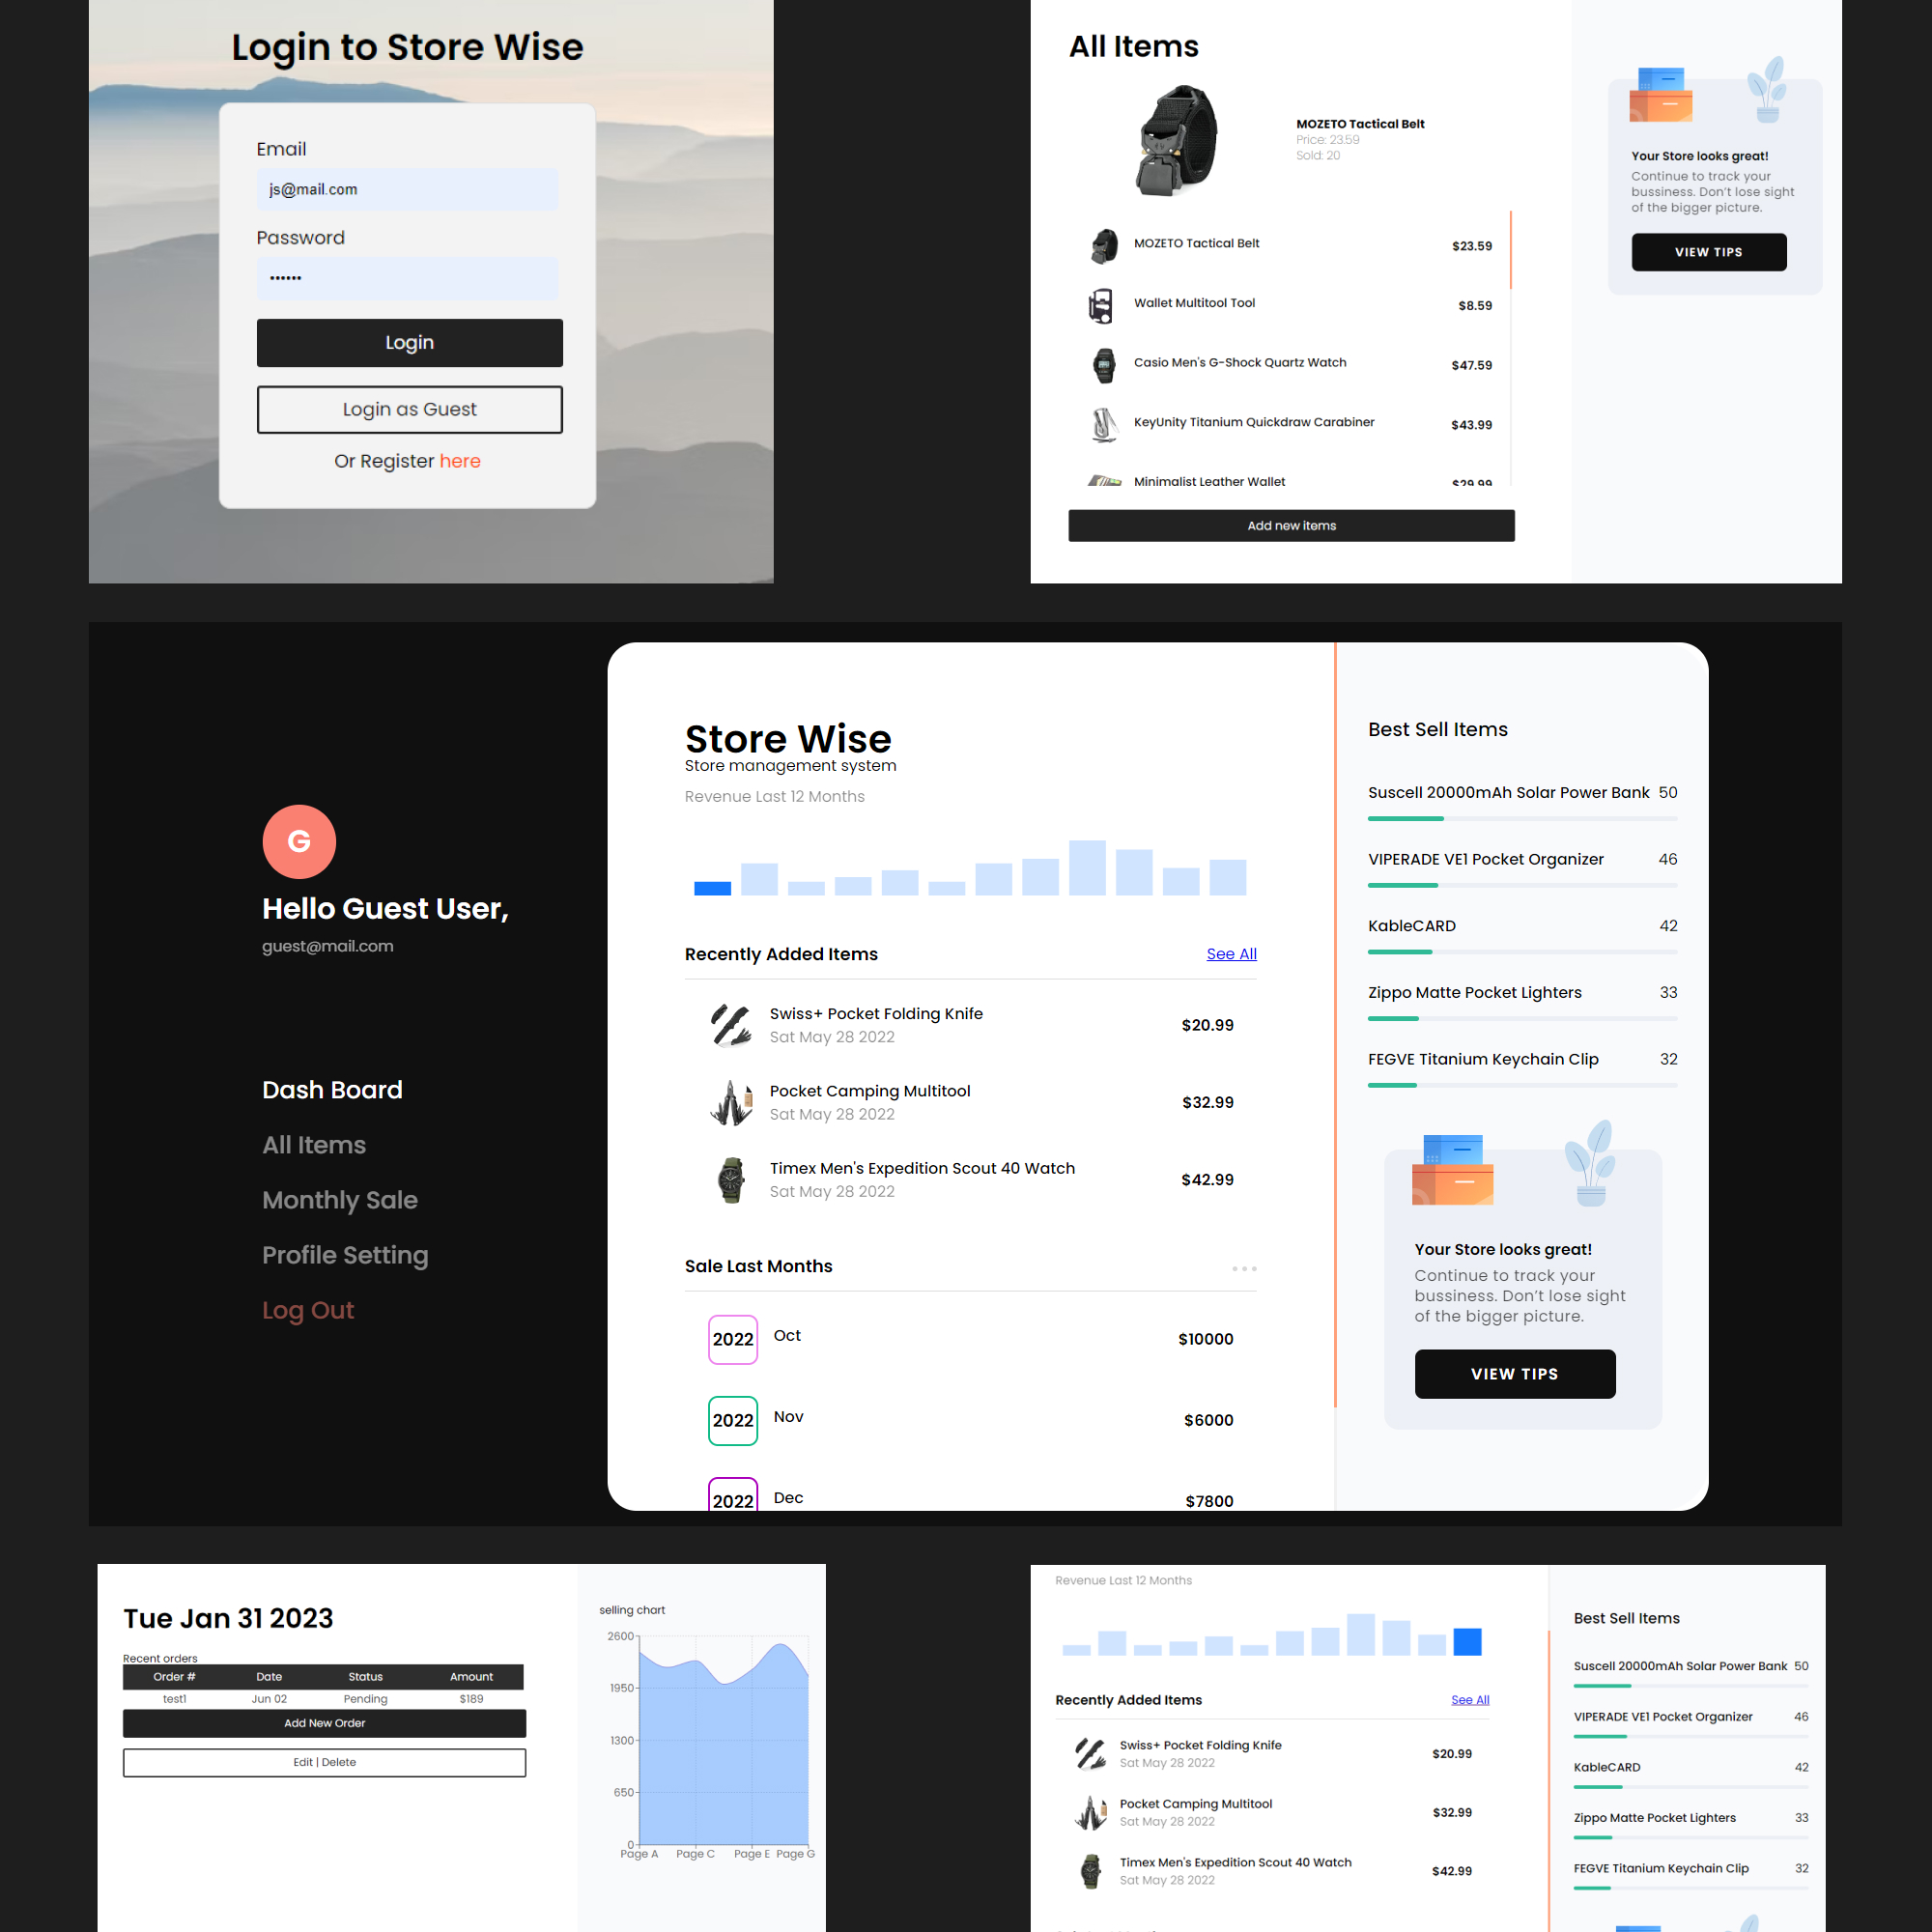 Login to Store Wise
Email
js@mail.com
Password
••••••
Login
Login as Guest
Or Register here
All Items
MOZETO Tactical Belt
Price: 23.59
Sold: 20
MOZETO Tactical Belt $23.59
Wallet Multitool Tool $8.59
Casio Men's G-Shock Quartz Watch $47.59
KeyUnity Titanium Quickdraw Carabiner $43.99
Minimalist Leather Wallet $29.99
Add new items
Your Store looks great!
Continue to track your
bussiness. Don't lose sight
of the bigger picture.
VIEW TIPS
G
Hello Guest User,
guest@mail.com
Dash Board
All Items
Monthly Sale
Profile Setting
Log Out
Store Wise
Store management system
Revenue Last 12 Months
Recently Added Items See All
Swiss+ Pocket Folding Knife
Sat May 28 2022
$20.99
Pocket Camping Multitool
Sat May 28 2022
$32.99
Timex Men's Expedition Scout 40 Watch
Sat May 28 2022
$42.99
Sale Last Months
2022 Oct $10000
2022 Nov $6000
2022 Dec $7800
Best Sell Items
Suscell 20000mAh Solar Power Bank 50
VIPERADE VE1 Pocket Organizer 46
KableCARD 42
Zippo Matte Pocket Lighters 33
FEGVE Titanium Keychain Clip 32
Your Store looks great!
Continue to track your
bussiness. Don't lose sight
of the bigger picture.
VIEW TIPS
Tue Jan 31 2023
Recent orders
Order # Date Status Amount
test1 Jun 02 Pending $189
Add New Order
Edit | Delete
selling chart
2600
1950
1300
650
0
Page A Page C Page E Page G
Revenue Last 12 Months
Recently Added Items See All
Swiss+ Pocket Folding Knife
Sat May 28 2022
$20.99
Pocket Camping Multitool
Sat May 28 2022
$32.99
Timex Men's Expedition Scout 40 Watch
Sat May 28 2022
$42.99
Best Sell Items
Suscell 20000mAh Solar Power Bank 50
VIPERADE VE1 Pocket Organizer 46
KableCARD 42
Zippo Matte Pocket Lighters 33
FEGVE Titanium Keychain Clip 32